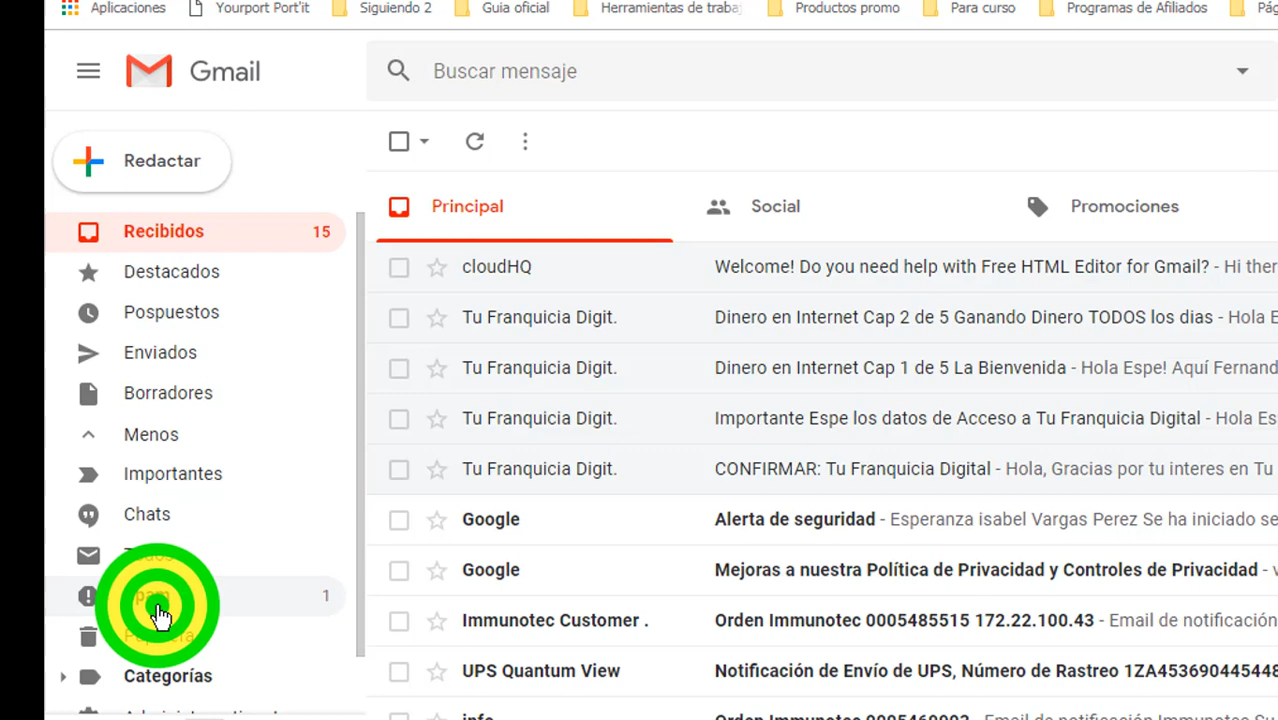 Aplicaciones Yourport Port'it Siguiendo 2 Guia oficial Herramientas de traba Productos promo Para curso Programas de Afiliados
Gmail
Buscar mensaje
Redactar
Principal Social Promociones
Recibidos 15
Destacados
Pospuestos
Enviados
Borradores
Menos
Importantes
Chats
Todos
Spam 1
Papelera
Categorías
cloudHQ Welcome! Do you need help with Free HTML Editor for Gmail? - Hi ther
Tu Franquicia Digit. Dinero en Internet Cap 2 de 5 Ganando Dinero TODOS los dias - Hola E
Tu Franquicia Digit. Dinero en Internet Cap 1 de 5 La Bienvenida - Hola Espe! Aquí Fernand
Tu Franquicia Digit. Importante Espe los datos de Acceso a Tu Franquicia Digital - Hola Es
Tu Franquicia Digit. CONFIRMAR: Tu Franquicia Digital - Hola, Gracias por tu interes en Tu
Google Alerta de seguridad - Esperanza isabel Vargas Perez Se ha iniciado se
Google Mejoras a nuestra Política de Privacidad y Controles de Privacidad - v
Immunotec Customer . Orden Immunotec 0005485515 172.22.100.43 - Email de notificación
UPS Quantum View Notificación de Envío de UPS, Número de Rastreo 1ZA453690445448